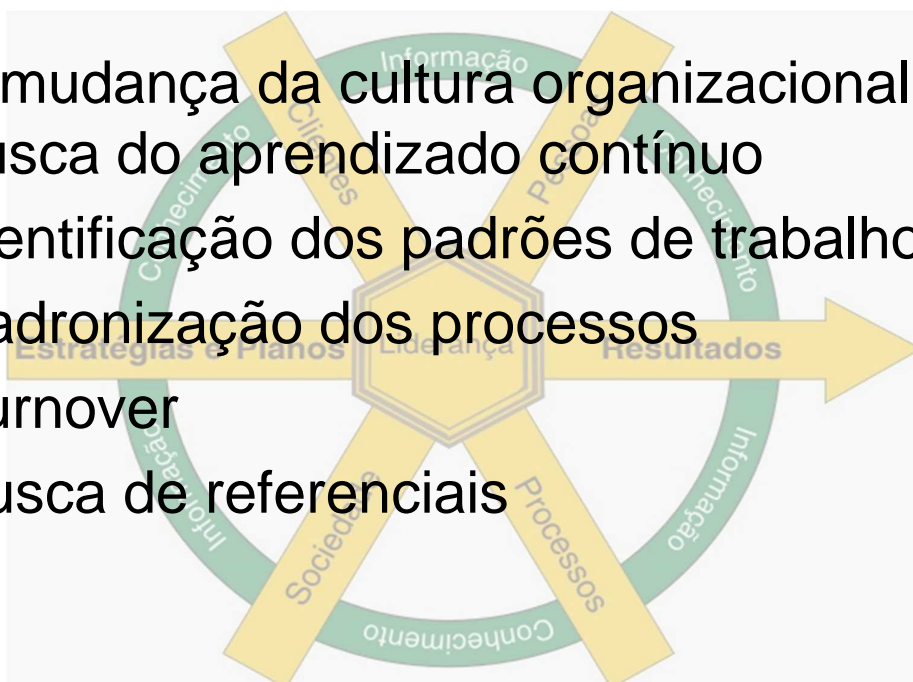 mudança da cultura organizacional
usca do aprendizado contínuo
entificação dos padrões de trabalho
adronização dos processos
urnover
usca de referenciais
Informação
Clientes
Pessoas
Conhecimento
Conhecimento
Estratégias e Planos
Liderança
Resultados
Informação
Informação
Sociedade
Processos
Conhecimento